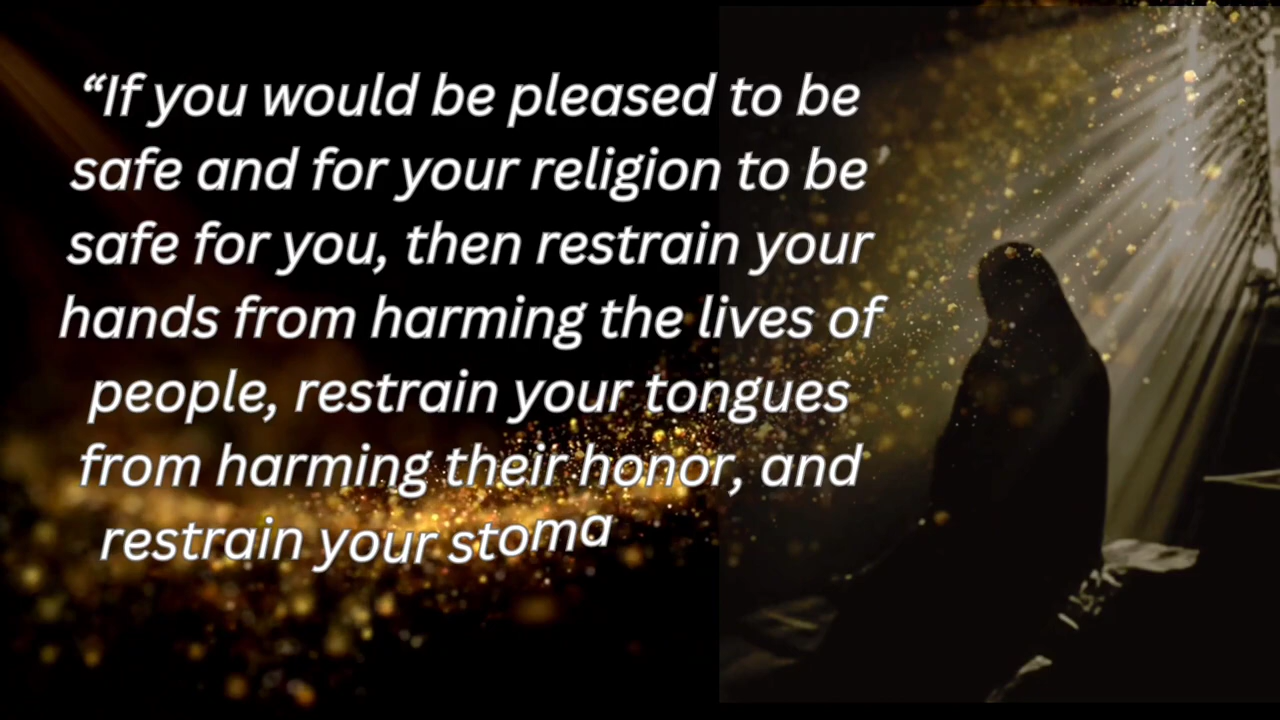 “If you would be pleased to be
safe and for your religion to be
safe for you, then restrain your
hands from harming the lives of
people, restrain your tongues
from harming their honor, and
restrain your stoma